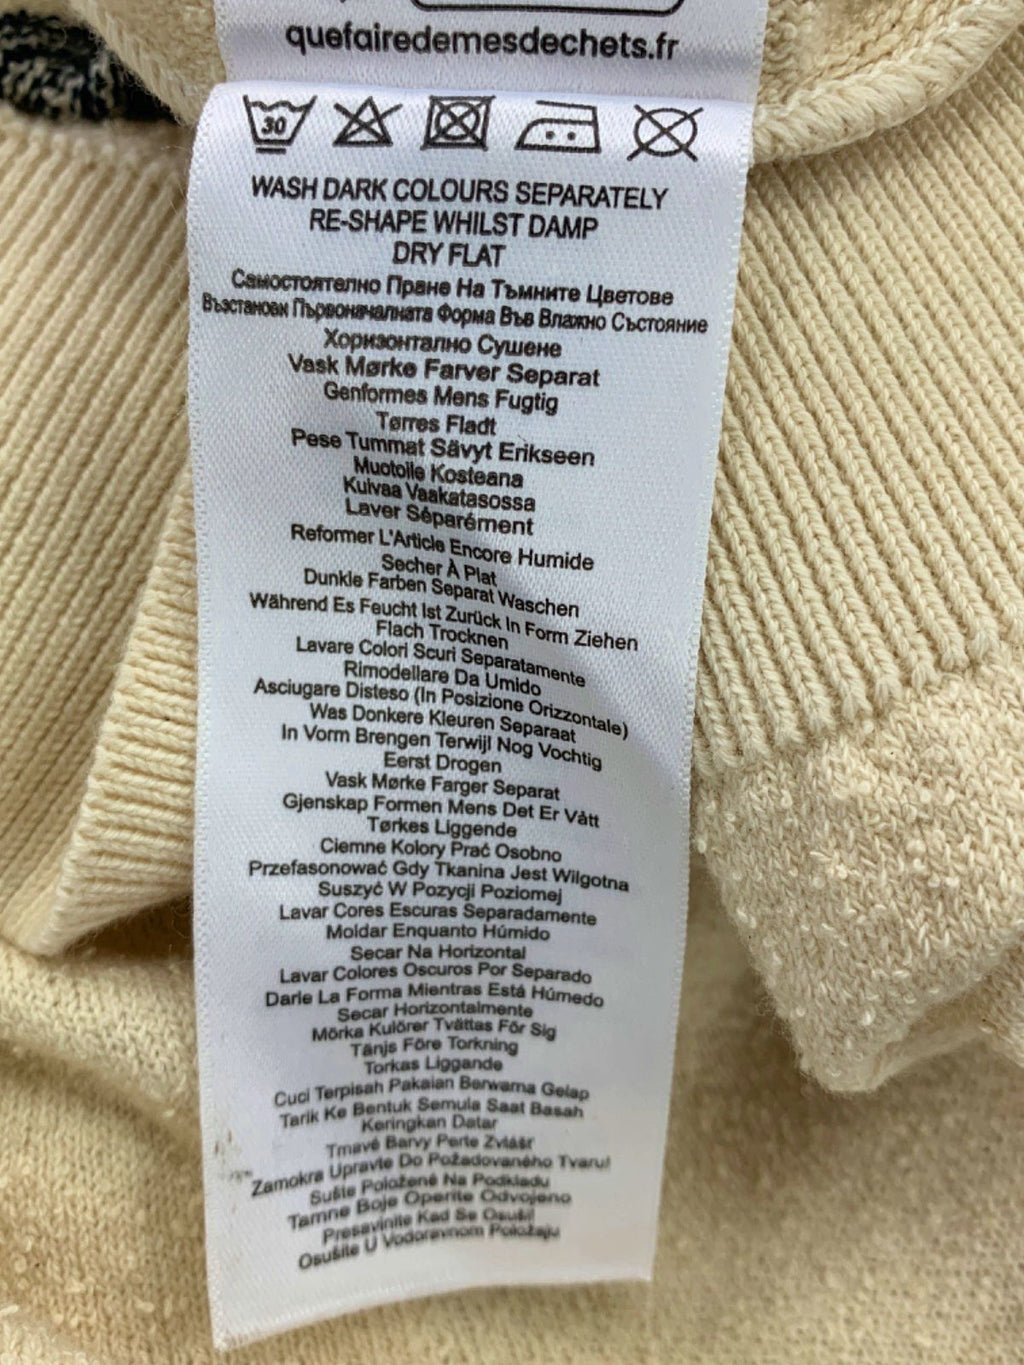 quefairedemesdechets.fr
30
WASH DARK COLOURS SEPARATELY
RE-SHAPE WHILST DAMP
DRY FLAT
Самостоятелно Пране На Тъмните Цветове
Възстанови Първоначалната Форма Във Влажно Състояние
Хоризонтално Сушене
Vask Mørke Farver Separat
Genformes Mens Fugtig
Tørres Fladt
Pese Tummat Sävyt Erikseen
Muotoile Kosteana
Kuivaa Vaakatasossa
Laver Séparément
Reformer L'Article Encore Humide
Secher À Plat
Dunkle Farben Separat Waschen
Während Es Feucht Ist Zurück In Form Ziehen
Flach Trocknen
Lavare Colori Scuri Separatamente
Rimodellare Da Umido
Asciugare Disteso (In Posizione Orizzontale)
Was Donkere Kleuren Separaat
In Vorm Brengen Terwijl Nog Vochtig
Eerst Drogen
Vask Mørke Farger Separat
Gjenskap Formen Mens Det Er Vått
Tørkes Liggende
Ciemne Kolory Prać Osobno
Przefasonować Gdy Tkanina Jest Wilgotna
Suszyć W Pozycji Poziomej
Lavar Cores Escuras Separadamente
Moldar Enquanto Húmido
Secar Na Horizontal
Lavar Colores Oscuros Por Separado
Darle La Forma Mientras Está Húmedo
Secar Horizontalmente
Mörka Kulörer Tvättas För Sig
Tänjs Före Torkning
Torkas Liggande
Cuci Terpisah Pakaian Berwarna Gelap
Tarik Ke Bentuk Semula Saat Basah
Keringkan Datar
Tmavé Barvy Perte Zvlášť
Zamokra Upravte Do Požadovaného Tvaru!
Sušte Položené Na Podkladu
Tamne Boje Operite Odvojeno
Presavinite Kad Se Osuši!
Osušite U Vodoravnom Položaju